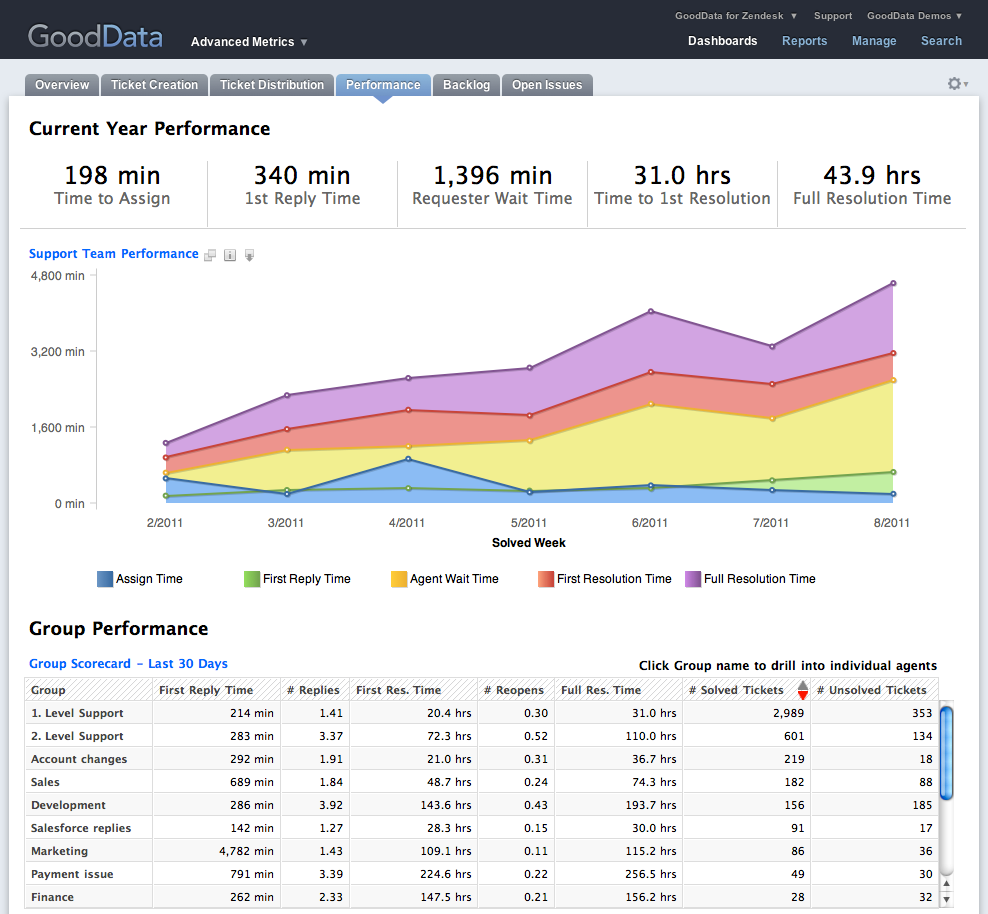 GoodData for Zendesk ▼ Support GoodData Demos ▼
GoodData Advanced Metrics ▼ Dashboards Reports Manage Search
Overview Ticket Creation Ticket Distribution Performance Backlog Open Issues
Current Year Performance
198 min 340 min 1,396 min 31.0 hrs 43.9 hrs
Time to Assign 1st Reply Time Requester Wait Time Time to 1st Resolution Full Resolution Time
Support Team Performance
4,800 min
3,200 min
1,600 min
0 min
2/2011 3/2011 4/2011 5/2011 6/2011 7/2011 8/2011
Solved Week
Assign Time First Reply Time Agent Wait Time First Resolution Time Full Resolution Time
Group Performance
Group Scorecard – Last 30 Days Click Group name to drill into individual agents
Group First Reply Time # Replies First Res. Time # Reopens Full Res. Time # Solved Tickets # Unsolved Tickets
1. Level Support 214 min 1.41 20.4 hrs 0.30 31.0 hrs 2,989 353
2. Level Support 283 min 3.37 72.3 hrs 0.52 110.0 hrs 601 134
Account changes 292 min 1.91 21.0 hrs 0.31 36.7 hrs 219 18
Sales 689 min 1.84 48.7 hrs 0.24 74.3 hrs 182 88
Development 286 min 3.92 143.6 hrs 0.43 193.7 hrs 156 185
Salesforce replies 142 min 1.27 28.3 hrs 0.15 30.0 hrs 91 17
Marketing 4,782 min 1.43 109.1 hrs 0.11 115.2 hrs 86 36
Payment issue 791 min 3.39 224.6 hrs 0.22 256.5 hrs 49 30
Finance 262 min 2.33 147.5 hrs 0.21 156.2 hrs 28 32